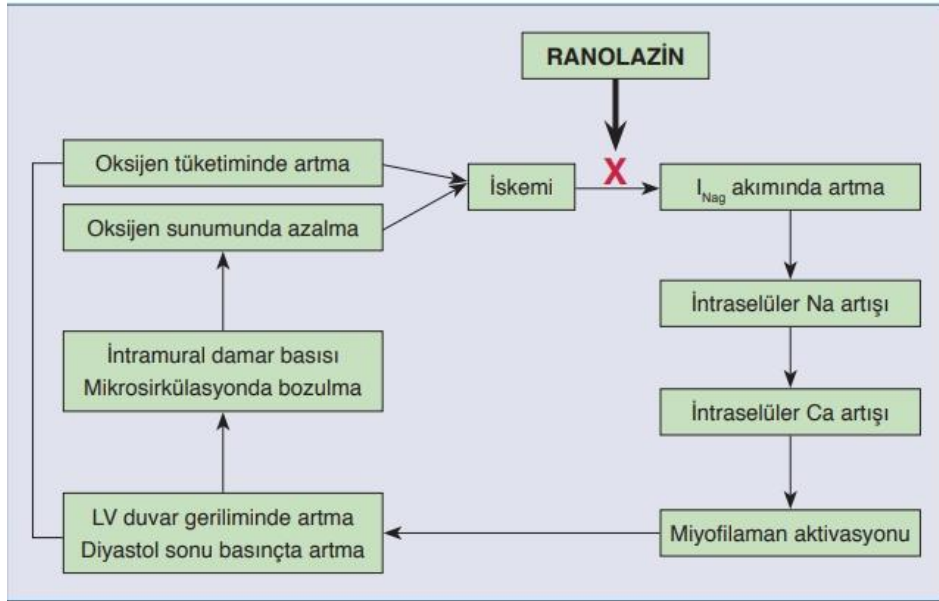 RANOLAZİN
Oksijen tüketiminde artma
İskemi
X
I_Nag akımında artma
Oksijen sunumunda azalma
İntraselüler Na artışı
İntramural damar basısı
Mikrosirkülasyonda bozulma
İntraselüler Ca artışı
LV duvar geriliminde artma
Diyastol sonu basınçta artma
Miyofilaman aktivasyonu